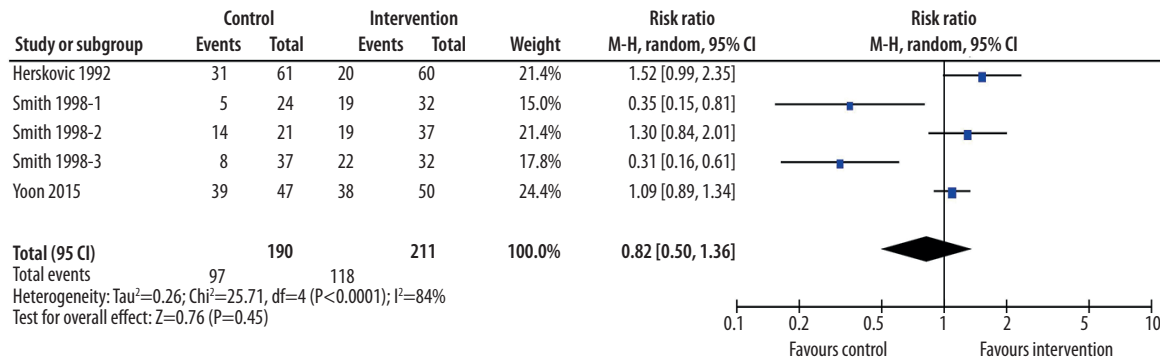 Control Intervention Risk ratio Risk ratio
Study or subgroup Events Total Events Total Weight M-H, random, 95% CI M-H, random, 95% CI
Herskovic 1992 31 61 20 60 21.4% 1.52 [0.99, 2.35]
Smith 1998-1 5 24 19 32 15.0% 0.35 [0.15, 0.81]
Smith 1998-2 14 21 19 37 21.4% 1.30 [0.84, 2.01]
Smith 1998-3 8 37 22 32 17.8% 0.31 [0.16, 0.61]
Yoon 2015 39 47 38 50 24.4% 1.09 [0.89, 1.34]
Total (95 CI) 190 211 100.0% 0.82 [0.50, 1.36]
Total events 97 118
Heterogeneity: Tau²=0.26; Chi²=25.71, df=4 (P<0.0001); I²=84%
Test for overall effect: Z=0.76 (P=0.45)
0.1 0.2 0.5 1 2 5 10
Favours control Favours intervention